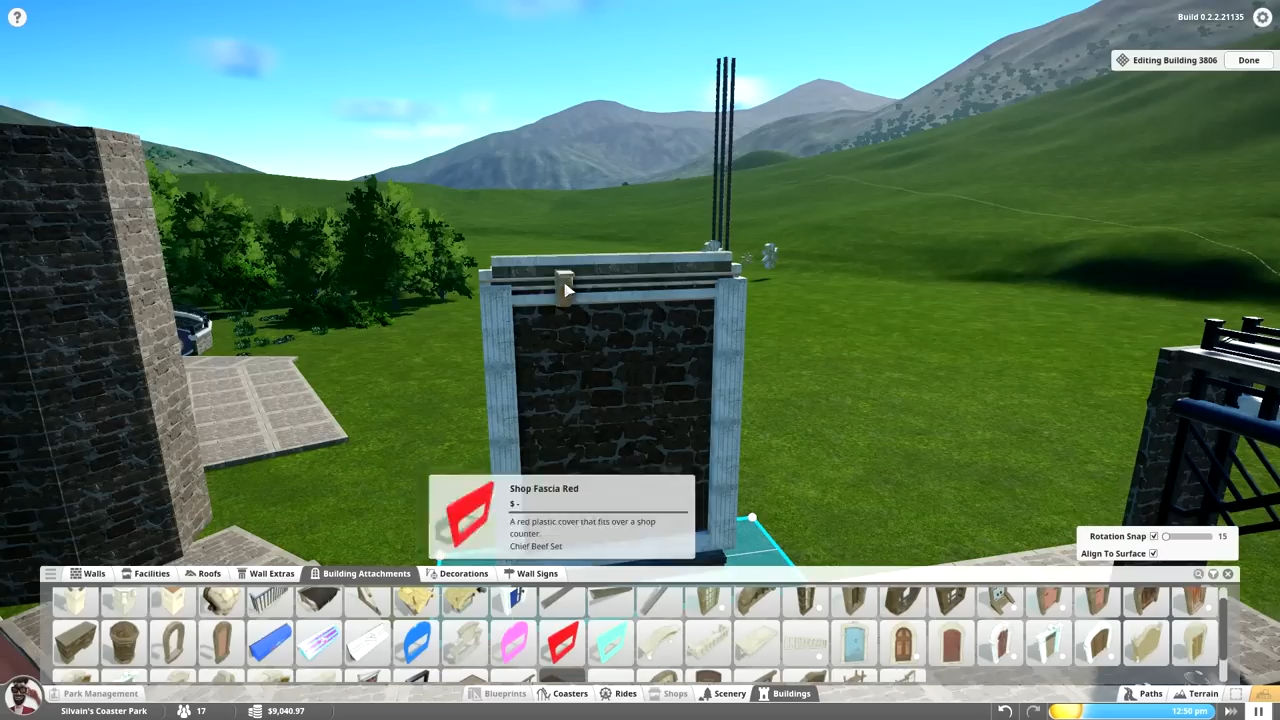 ?
Build 0.2.2.21135
Editing Building 3806 Done
Shop Fascia Red
$ -
A red plastic cover that fits over a shop
counter.
Chief Beef Set
Rotation Snap 15
Align To Surface
Walls Facilities Roofs Wall Extras Building Attachments Decorations Wall Signs
Park Management Blueprints Coasters Rides Shops Scenery Buildings Paths Terrain
Silvain's Coaster Park 17 $9,040.97 12:50 pm